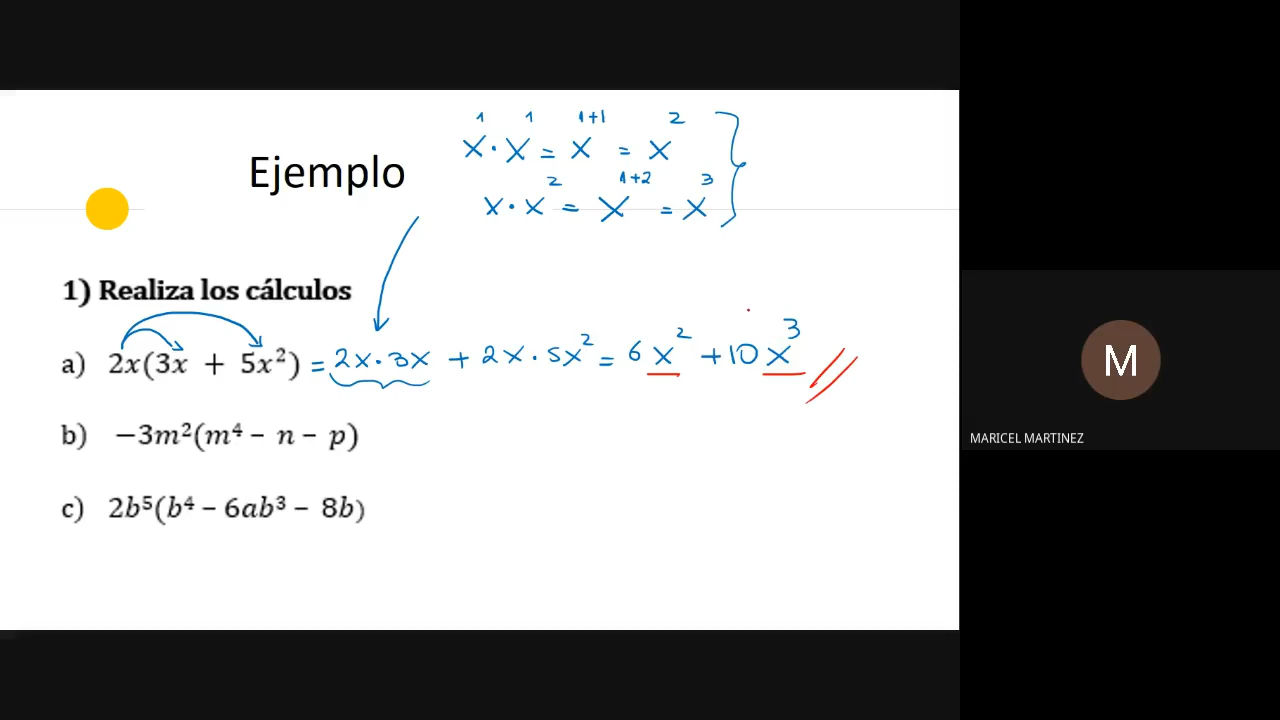 x¹ · x¹ = x¹⁺¹ = x²
Ejemplo
x · x² = x¹⁺² = x³
1) Realiza los cálculos
a) 2x(3x + 5x²) = 2x · 3x + 2x · 5x² = 6x² + 10x³
b) −3m²(m⁴ − n − p)
c) 2b⁵(b⁴ − 6ab³ − 8b)
M
MARICEL MARTINEZ